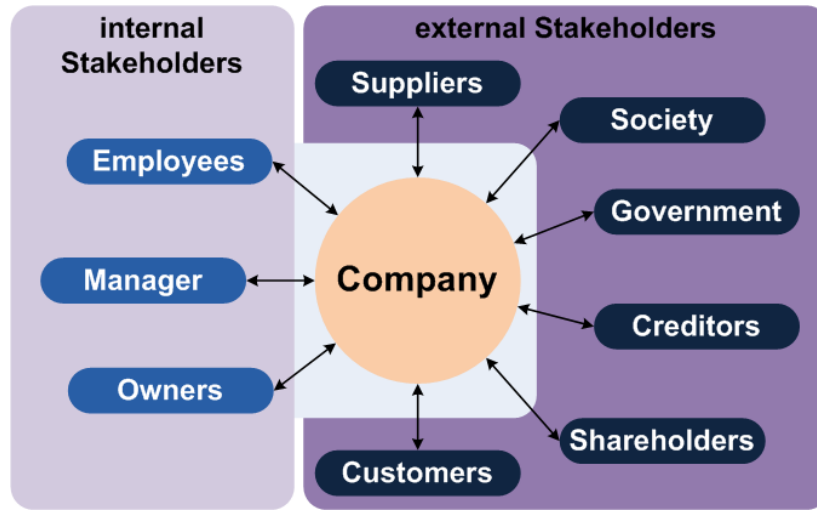 internal
Stakeholders
external Stakeholders
Suppliers
Society
Employees
Government
Manager
Company
Creditors
Owners
Shareholders
Customers